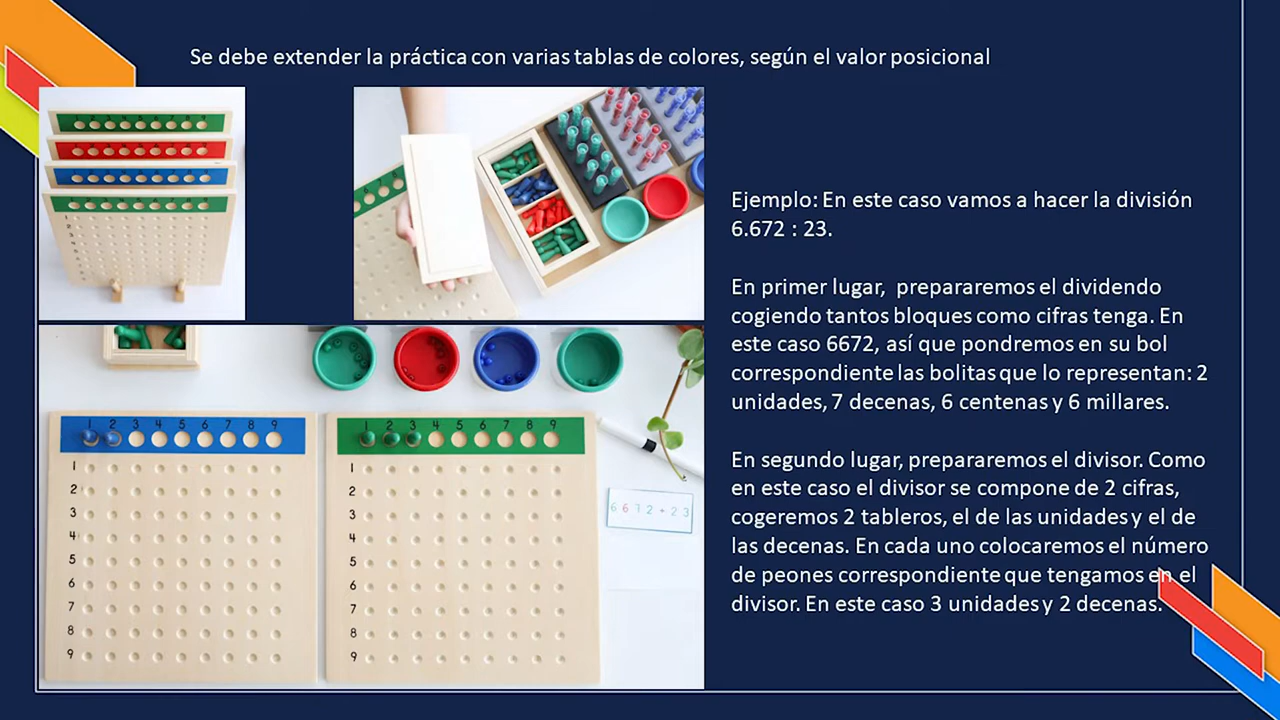 Se debe extender la práctica con varias tablas de colores, según el valor posicional
Ejemplo: En este caso vamos a hacer la división
6.672 : 23.
En primer lugar, prepararemos el dividendo
cogiendo tantos bloques como cifras tenga. En
este caso 6672, así que pondremos en su bol
correspondiente las bolitas que lo representan: 2
unidades, 7 decenas, 6 centenas y 6 millares.
En segundo lugar, prepararemos el divisor. Como
en este caso el divisor se compone de 2 cifras,
cogeremos 2 tableros, el de las unidades y el de
las decenas. En cada uno colocaremos el número
de peones correspondiente que tengamos en el
divisor. En este caso 3 unidades y 2 decenas.
1 2 3 4 5 6 7 8 9
1
2
3
4
5
6
7
8
9
1 2 3 4 5 6 7 8 9
1
2
3
4
5
6
7
8
9
6 6 7 2 ÷ 2 3